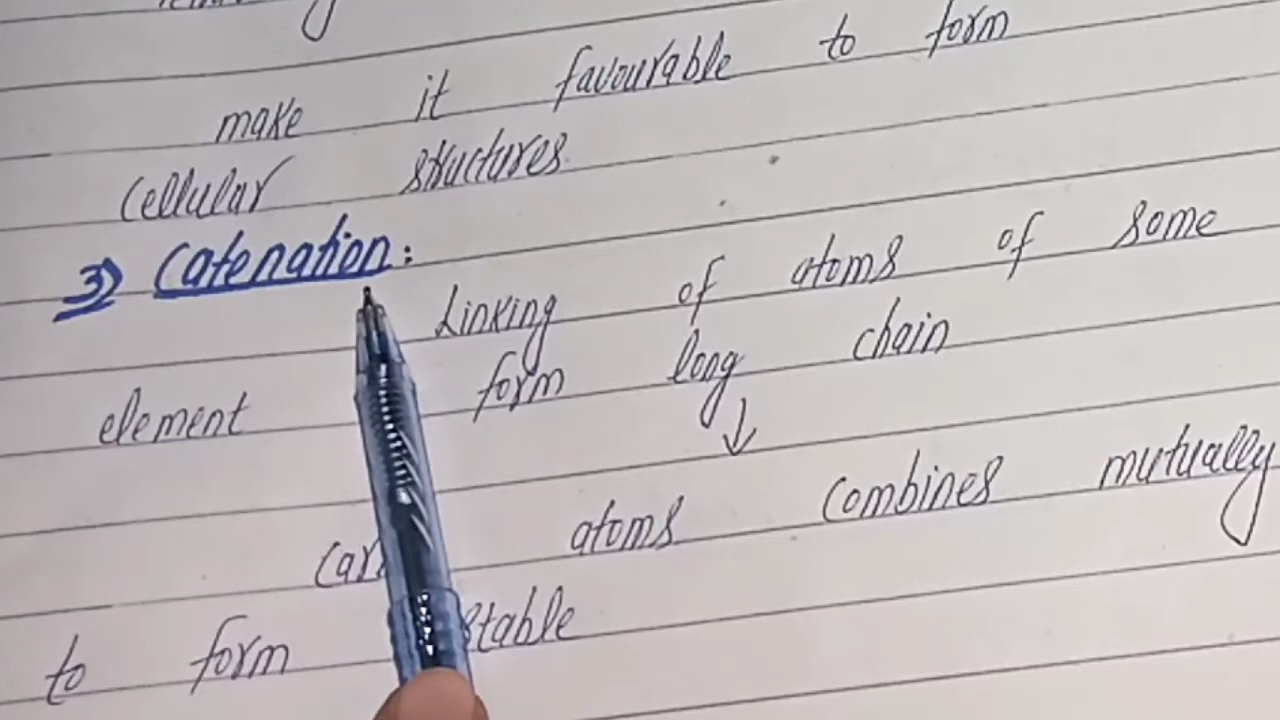 make it favourable to form
cellular structures
3) Catenation:
Linking of atoms of some
element form long chain
↓
atoms combines mutually
to form stable